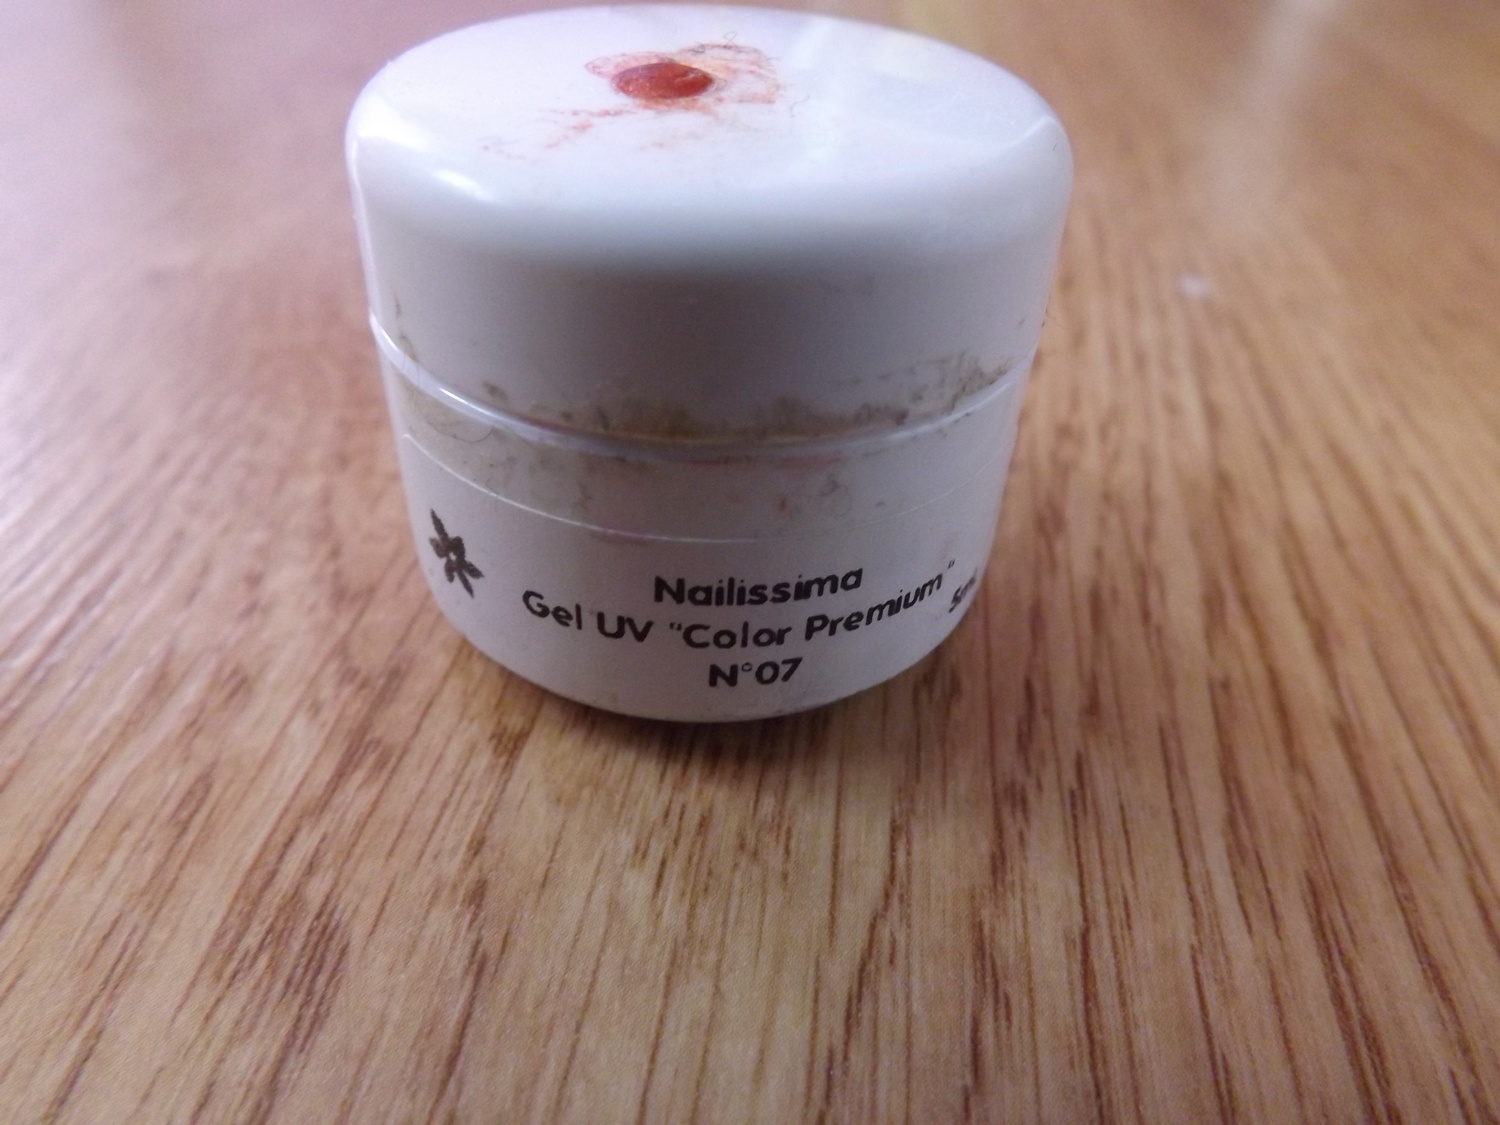 Nailissima
Gel UV "Color Premium"
N°07